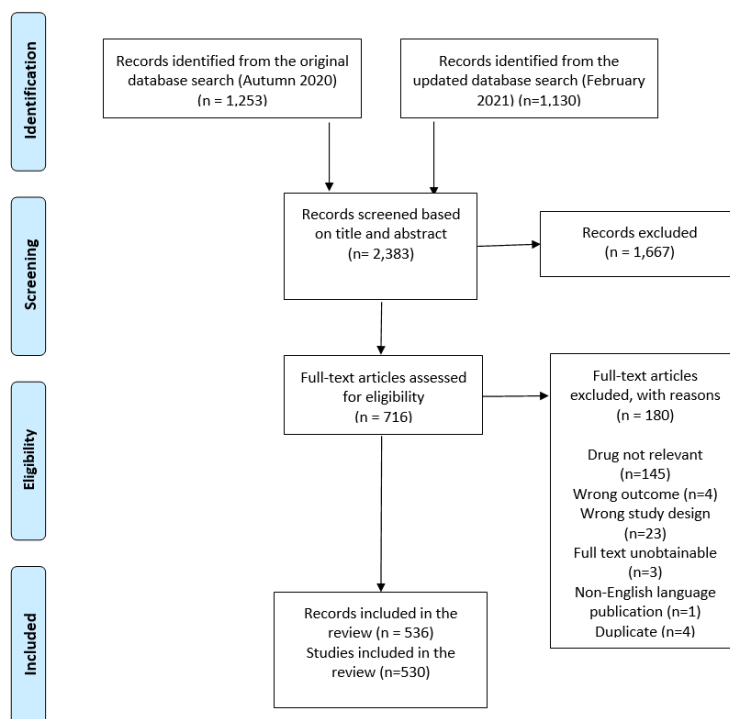 Identification
Records identified from the original
database search (Autumn 2020)
(n = 1,253)
Records identified from the
updated database search (February
2021) (n=1,130)
Screening
Records screened based
on title and abstract
(n= 2,383)
Records excluded
(n = 1,667)
Eligibility
Full-text articles assessed
for eligibility
(n = 716)
Full-text articles
excluded, with reasons
(n = 180)
Drug not relevant
(n=145)
Wrong outcome (n=4)
Wrong study design
(n=23)
Full text unobtainable
(n=3)
Non-English language
publication (n=1)
Duplicate (n=4)
Included
Records included in the
review (n = 536)
Studies included in the
review (n=530)